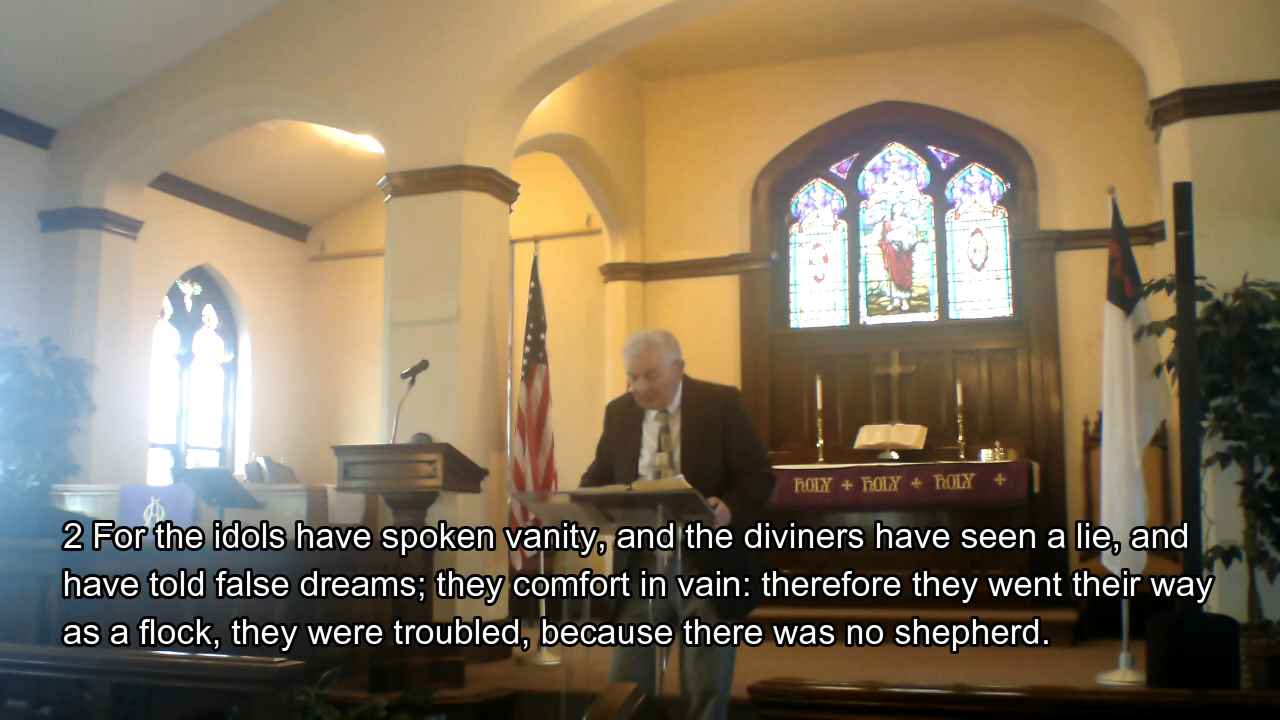 HOLY + HOLY + HOLY +
2 For the idols have spoken vanity, and the diviners have seen a lie, and
have told false dreams; they comfort in vain: therefore they went their way
as a flock, they were troubled, because there was no shepherd.